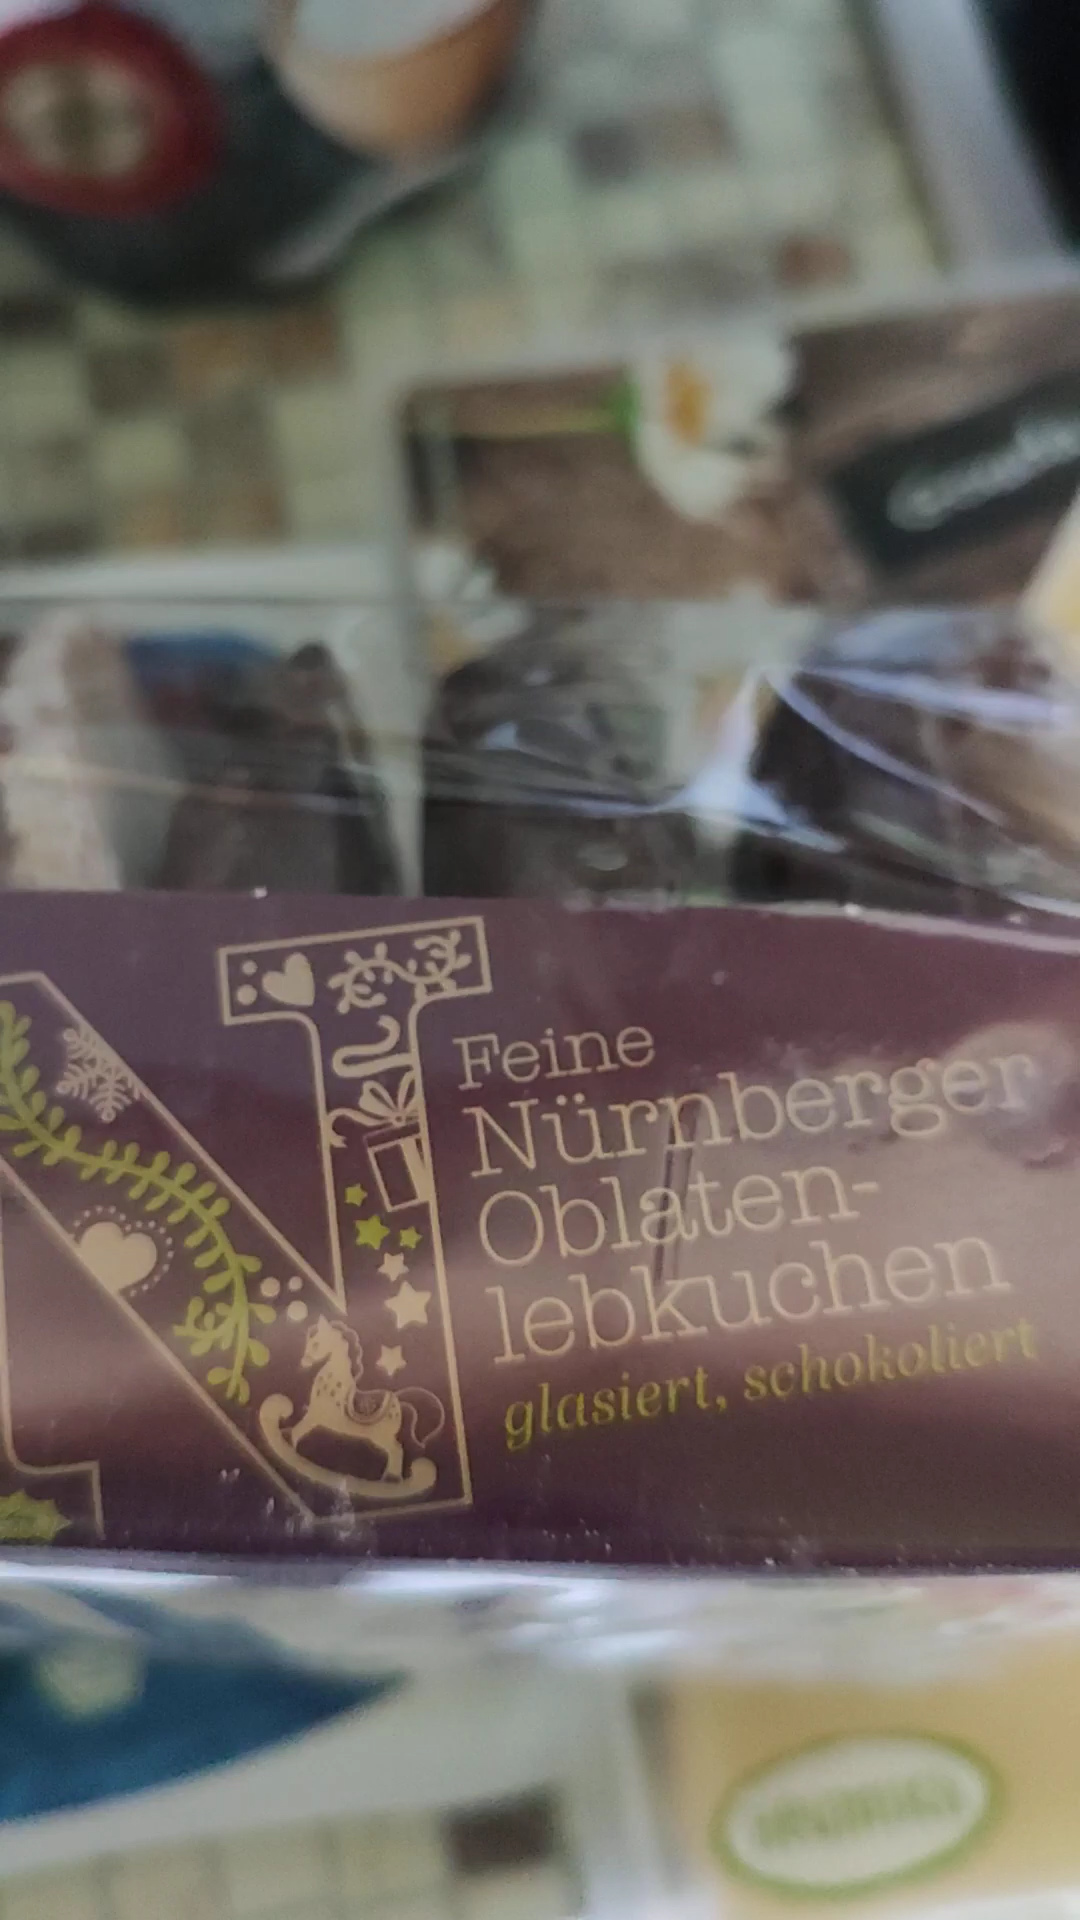 N
Feine
Nürnberger
Oblaten-
lebkuchen
glasiert, schokoliert